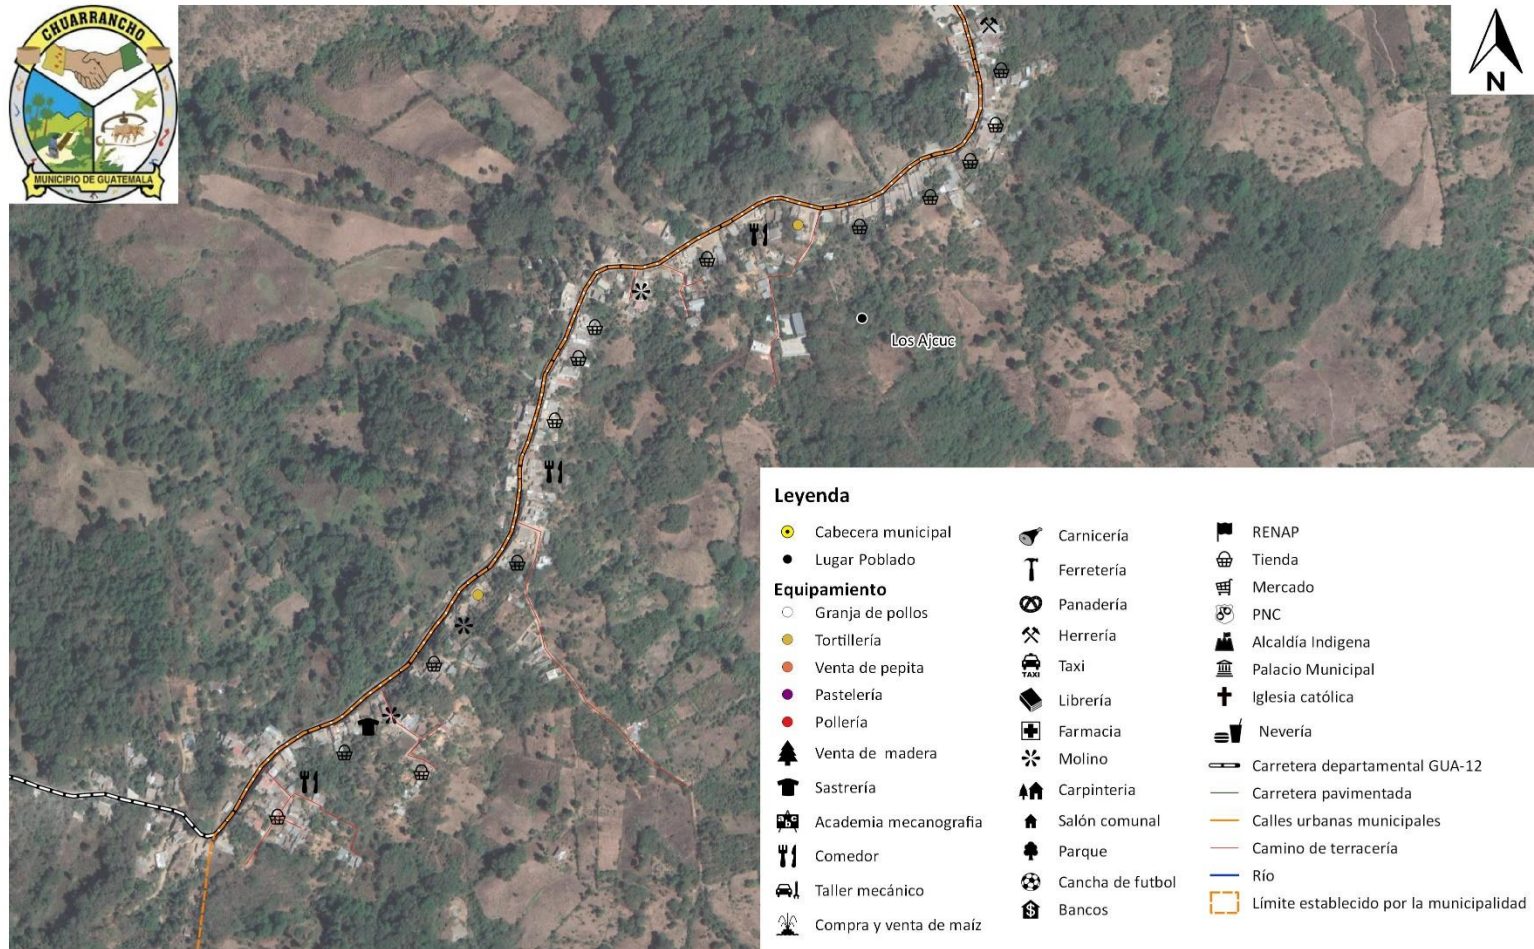 CHUARRANCHO
MUNICIPIO DE GUATEMALA
N
Los Ajcuc
Leyenda
Cabecera municipal
Lugar Poblado
Equipamiento
Granja de pollos
Tortillería
Venta de pepita
Pastelería
Pollería
Venta de madera
Sastrería
Academia mecanografia
Comedor
Taller mecánico
Compra y venta de maíz
Carnicería
Ferretería
Panadería
Herrería
TAXI
Taxi
Librería
Farmacia
Molino
Carpinteria
Salón comunal
Parque
Cancha de futbol
Bancos
RENAP
Tienda
Mercado
PNC
Alcaldía Indigena
Palacio Municipal
Iglesia católica
Nevería
Carretera departamental GUA-12
Carretera pavimentada
Calles urbanas municipales
Camino de terracería
Río
Límite establecido por la municipalidad